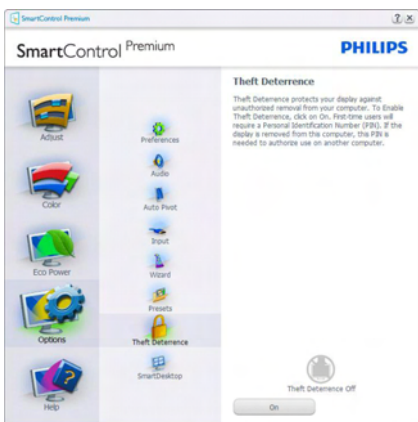 SmartControl Premium
SmartControl Premium
PHILIPS
Adjust
Color
Eco Power
Options
Help
Preferences
Audio
Auto Pivot
Input
Wizard
Presets
Theft Deterrence
SmartDesktop
Theft Deterrence
Theft Deterrence protects your display against
unauthorized removal from your computer. To Enable
Theft Deterrence, click on On. First-time users will
require a Personal Identification Number (PIN). If the
display is removed from this computer, this PIN is
needed to authorize use on another computer.
Theft Deterrence Off
On